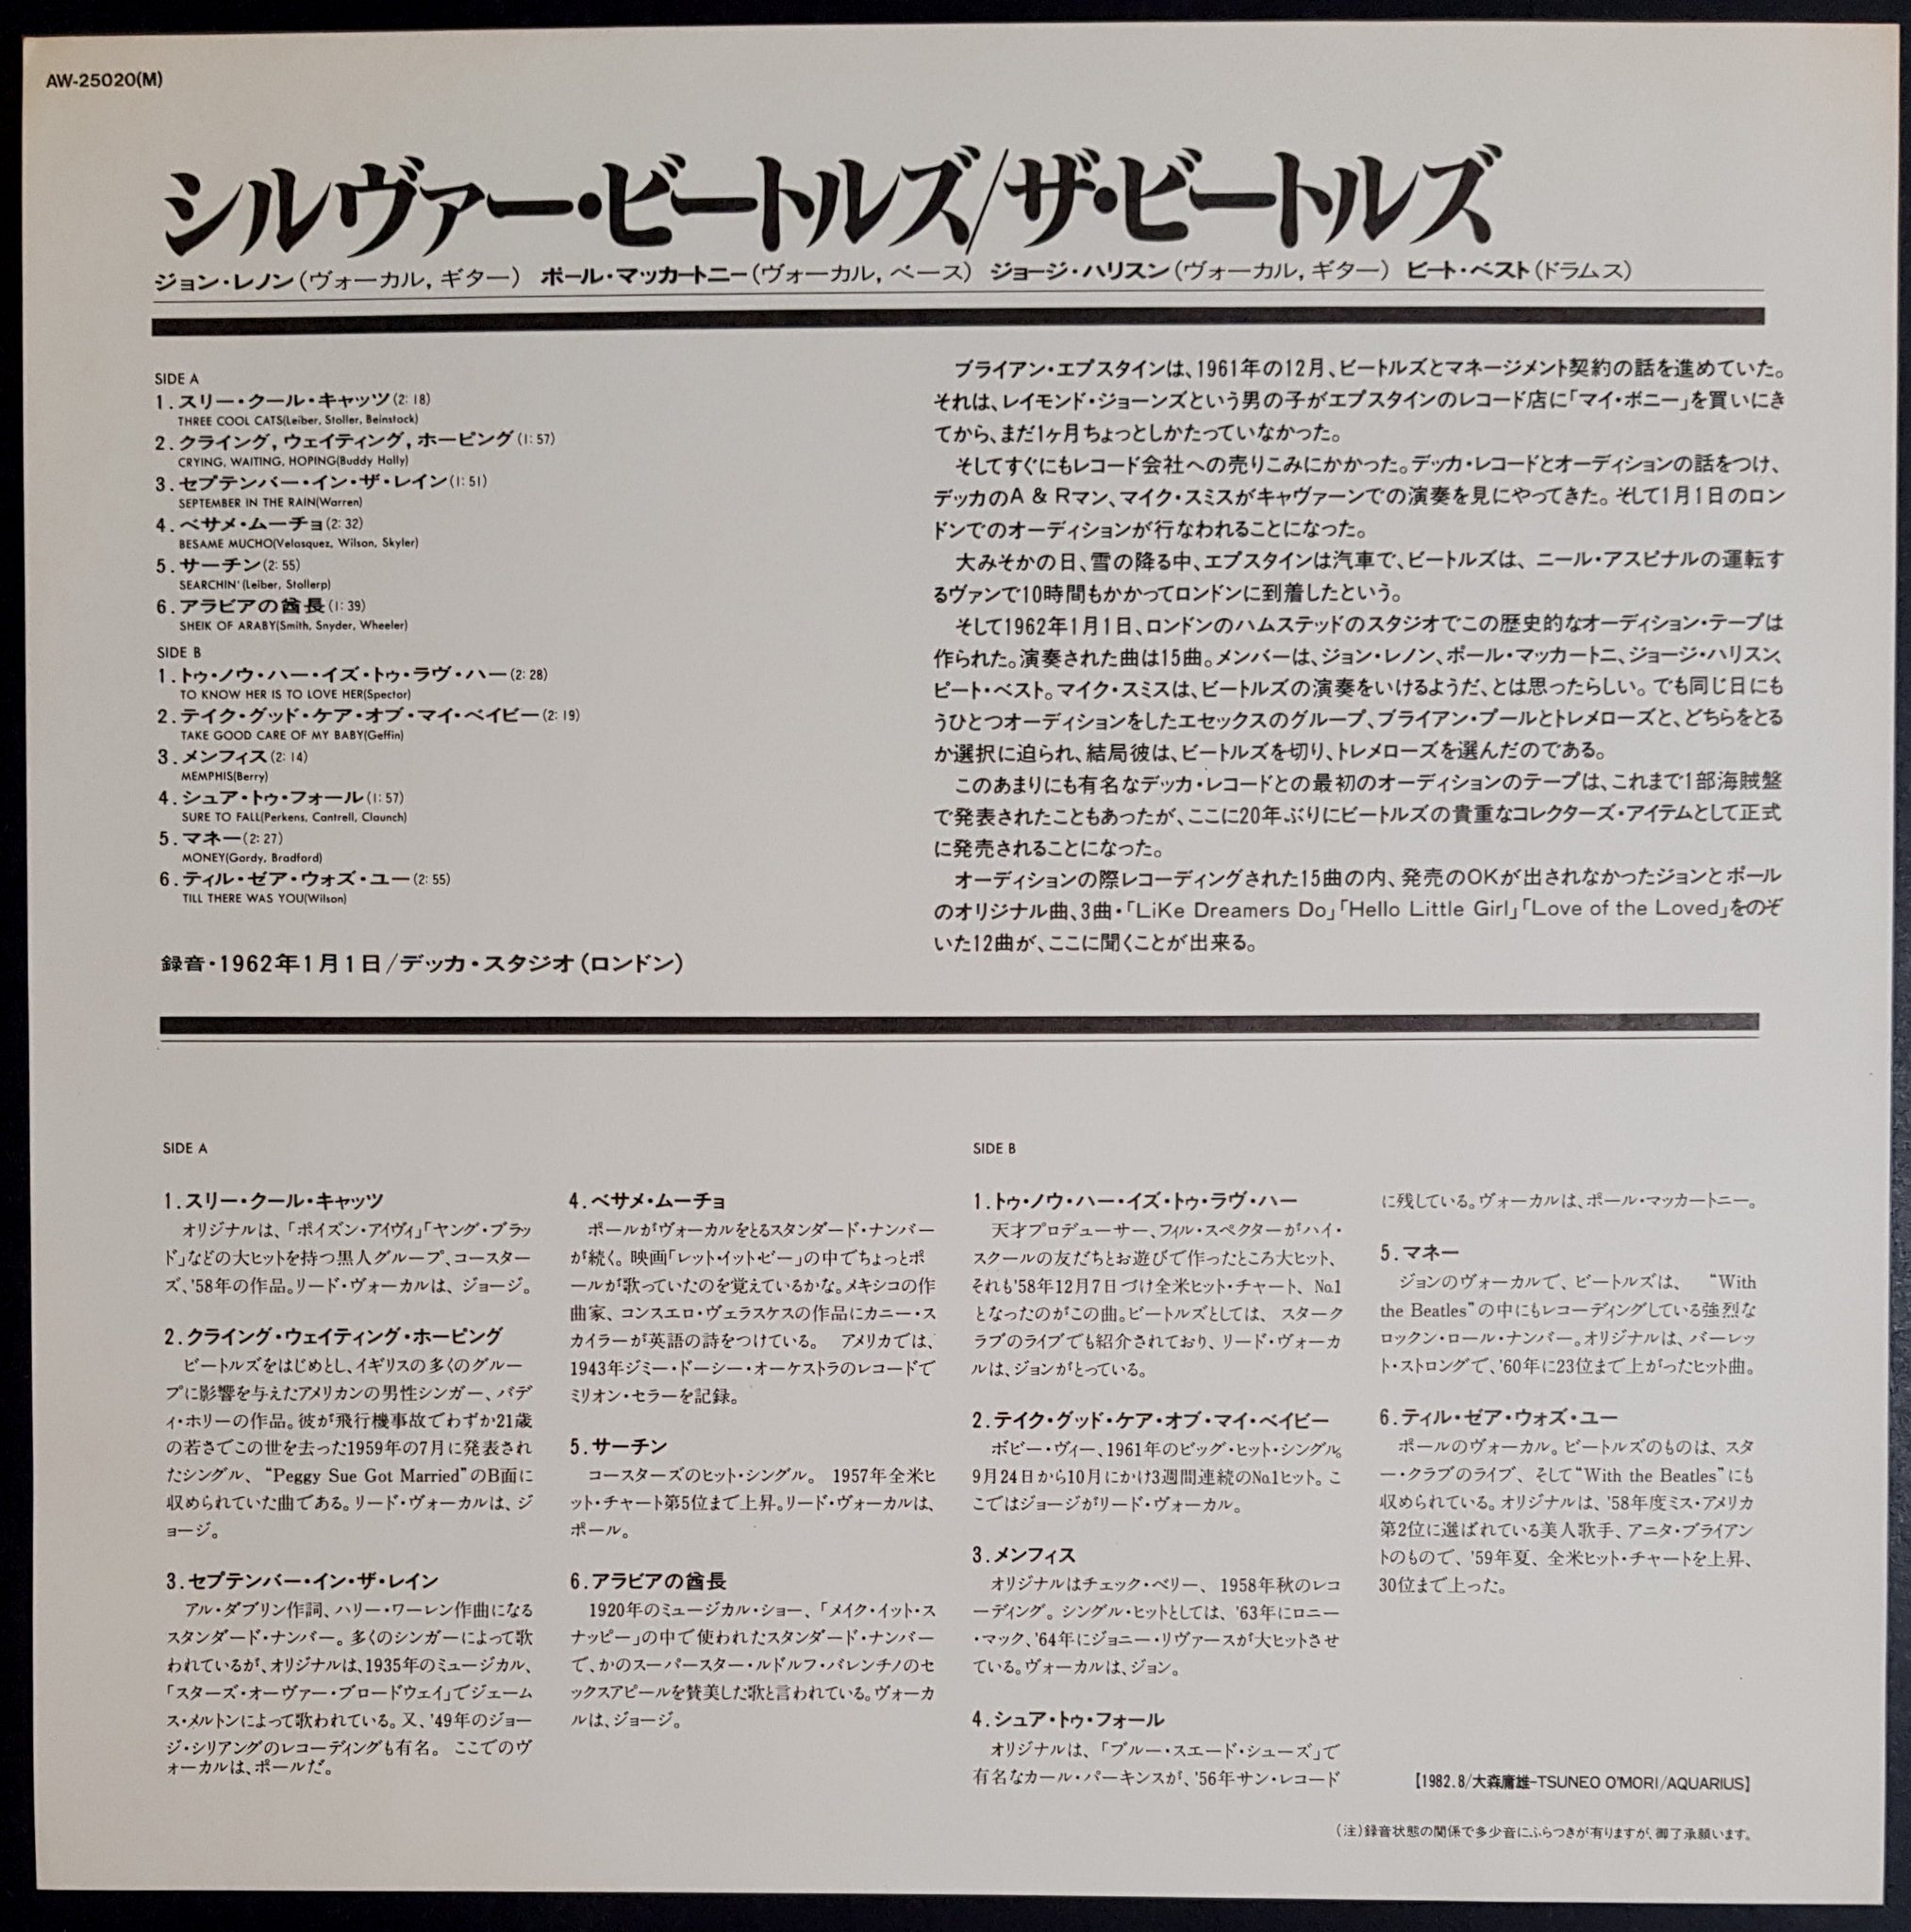 AW-25020(M)
シルヴァー・ビートルズ/ザ・ビートルズ
ジョン・レノン(ヴォーカル,ギター) ポール・マッカートニー(ヴォーカル,ベース) ジョージ・ハリスン(ヴォーカル,ギター) ピート・ベスト(ドラムス)
SIDE A
1.スリー・クール・キャッツ(2:18)
THREE COOL CATS(Leiber, Stoller, Beinstock)
2.クライング,ウェイティング,ホーピング(1:57)
CRYING, WAITING, HOPING(Buddy Holly)
3.セプテンバー・イン・ザ・レイン(1:51)
SEPTEMBER IN THE RAIN(Warren)
4.ベサメ・ムーチョ(2:32)
BESAME MUCHO(Velasquez, Wilson, Skyler)
5.サーチン(2:55)
SEARCHIN'(Leiber, Stollerp)
6.アラビアの酋長(1:39)
SHEIK OF ARABY(Smith, Snyder, Wheeler)
SIDE B
1.トゥ・ノウ・ハー・イズ・トゥ・ラヴ・ハー(2:28)
TO KNOW HER IS TO LOVE HER(Spector)
2.テイク・グッド・ケア・オブ・マイ・ベイビー(2:19)
TAKE GOOD CARE OF MY BABY(Geffin)
3.メンフィス(2:14)
MEMPHIS(Berry)
4.シュア・トゥ・フォール(1:57)
SURE TO FALL(Perkens, Cantrell, Claunch)
5.マネー(2:27)
MONEY(Gordy, Bradford)
6.ティル・ゼア・ウォズ・ユー(2:55)
TILL THERE WAS YOU(Wilson)
録音・1962年1月1日/デッカ・スタジオ(ロンドン)
ブライアン・エプスタインは、1961年の12月、ビートルズとマネージメント契約の話を進めていた。
それは、レイモンド・ジョーンズという男の子がエプスタインのレコード店に「マイ・ボニー」を買いにき
てから、まだ1ヶ月ちょっとしかたっていなかった。
そしてすぐにもレコード会社への売りこみにかかった。デッカ・レコードとオーディションの話をつけ、
デッカのA & Rマン、マイク・スミスがキャヴァーンでの演奏を見にやってきた。そして1月1日のロン
ドンでのオーディションが行なわれることになった。
大みそかの日、雪の降る中、エプスタインは汽車で、ビートルズは、ニール・アスピナルの運転す
るヴァンで10時間もかかってロンドンに到着したという。
そして1962年1月1日、ロンドンのハムステッドのスタジオでこの歴史的なオーディション・テープは
作られた。演奏された曲は15曲。メンバーは、ジョン・レノン、ポール・マッカートニ、ジョージ・ハリスン、
ピート・ベスト。マイク・スミスは、ビートルズの演奏をいけるようだ、とは思ったらしい。でも同じ日にも
うひとつオーディションをしたエセックスのグループ、ブライアン・プールとトレメローズと、どちらをとる
か選択に迫られ、結局彼は、ビートルズを切り、トレメローズを選んだのである。
このあまりにも有名なデッカ・レコードとの最初のオーディションのテープは、これまで1部海賊盤
で発表されたこともあったが、ここに20年ぶりにビートルズの貴重なコレクターズ・アイテムとして正式
に発売されることになった。
オーディションの際レコーディングされた15曲の内、発売のOKが出されなかったジョンとポール
のオリジナル曲、3曲・「LiKe Dreamers Do」「Hello Little Girl」「Love of the Loved」をのぞ
いた12曲が、ここに聞くことが出来る。
SIDE A
1.スリー・クール・キャッツ
オリジナルは、「ポイズン・アイヴィ」「ヤング・ブラッ
ド」などの大ヒットを持つ黒人グループ、コースター
ズ、'58年の作品。リード・ヴォーカルは、ジョージ。
2.クライング・ウェイティング・ホーピング
ビートルズをはじめとし、イギリスの多くのグルー
プに影響を与えたアメリカンの男性シンガー、バデ
ィ・ホリーの作品。彼が飛行機事故でわずか21歳
の若さでこの世を去った1959年の7月に発表され
たシングル、“Peggy Sue Got Married”のB面に
収められていた曲である。リード・ヴォーカルは、ジ
ョージ。
3.セプテンバー・イン・ザ・レイン
アル・ダブリン作詞、ハリー・ワーレン作曲になる
スタンダード・ナンバー。多くのシンガーによって歌
われているが、オリジナルは、1935年のミュージカル、
「スターズ・オーヴァー・ブロードウェイ」でジェーム
ス・メルトンによって歌われている。又、'49年のジョー
ジ・シリアングのレコーディングも有名。ここでのヴ
ォーカルは、ポールだ。
4.ベサメ・ムーチョ
ポールがヴォーカルをとるスタンダード・ナンバー
が続く。映画「レット・イット・ビー」の中でちょっとポ
ールが歌っていたのを覚えているかな。メキシコの作
曲家、コンスエロ・ヴェラスケスの作品にカニー・ス
カイラーが英語の詩をつけている。 アメリカでは、
1943年ジミー・ドーシー・オーケストラのレコードで
ミリオン・セラーを記録。
5.サーチン
コースターズのヒット・シングル。 1957年全米ヒ
ット・チャート第5位まで上昇。リード・ヴォーカルは、
ポール。
6.アラビアの酋長
1920年のミュージカル・ショー、「メイク・イット・ス
ナッピー」の中で使われたスタンダード・ナンバー
で、かのスーパースター・ルドルフ・バレンチノのセ
ックスアピールを賛美した歌と言われている。ヴォーカ
ルは、ジョージ。
SIDE B
1.トゥ・ノウ・ハー・イズ・トゥ・ラヴ・ハー
天才プロデューサー、フィル・スペクターがハイ・
スクールの友だちとお遊びで作ったところ大ヒット、
それも'58年12月7日づけ全米ヒット・チャート、No.1
となったのがこの曲。ビートルズとしては、スターク
ラブのライブでも紹介されており、リード・ヴォーカ
ルは、ジョンがとっている。
2.テイク・グッド・ケア・オブ・マイ・ベイビー
ボビー・ヴィー、1961年のビッグ・ヒット・シングル。
9月24日から10月にかけ3週間連続のNo.1ヒット。こ
こではジョージがリード・ヴォーカル。
3.メンフィス
オリジナルはチェック・ベリー、1958年秋のレコ
ーディング。シングル・ヒットとしては、'63年にロニー
・マック、'64年にジョニー・リヴァースが大ヒットさせ
ている。ヴォーカルは、ジョン。
4.シュア・トゥ・フォール
オリジナルは、「ブルー・スエード・シューズ」で
有名なカール・パーキンスが、'56年サン・レコード
に残している。ヴォーカルは、ポール・マッカートニー。
5.マネー
ジョンのヴォーカルで、ビートルズは、 “With
the Beatles”の中にもレコーディングしている強烈な
ロックン・ロール・ナンバー。オリジナルは、バーレッ
ト・ストロングで、'60年に23位まで上がったヒット曲。
6.ティル・ゼア・ウォズ・ユー
ポールのヴォーカル。ビートルズのものは、スタ
ー・クラブのライブ、そして“With the Beatles”にも
収められている。オリジナルは、'58年度ミス・アメリカ
第2位に選ばれている美人歌手、アニタ・ブライアン
トのもので、'59年夏、全米ヒット・チャートを上昇、
30位まで上った。
【1982.8/大森庸雄-TSUNEO O'MORI/AQUARIUS】
(注)録音状態の関係で多少音にふらつきが有りますが、御了承願います。